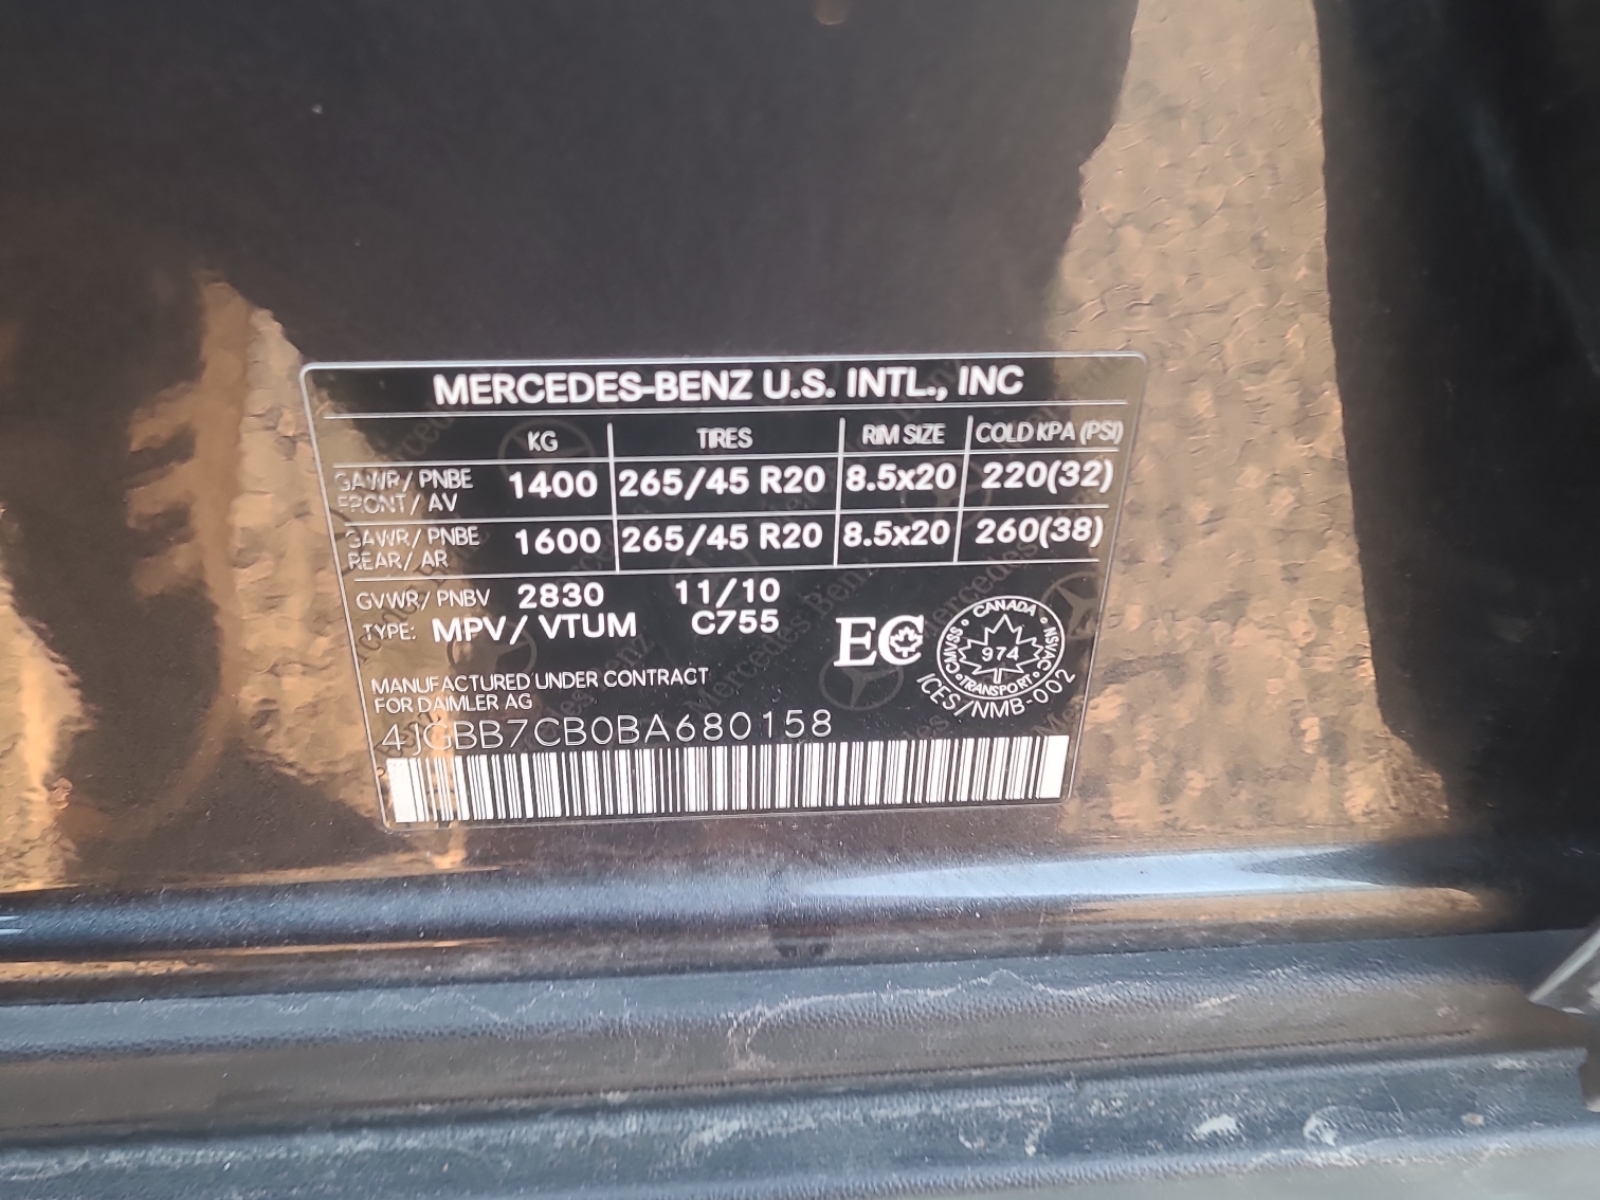 MERCEDES-BENZ U.S. INTL., INC
KG TIRES RIM SIZE COLD KPA (PSI)
GAWR/ PNBE FRONT/ AV 1400 265/45 R20 8.5x20 220(32)
GAWR/ PNBE REAR/ AR 1600 265/45 R20 8.5x20 260(38)
GVWR/ PNBV 2830 11/10
TYPE: MPV/ VTUM C755
EC
CANADA
CMVSS 974 NSVAC
TRANSPORT
ICES/NMB-002
MANUFACTURED UNDER CONTRACT
FOR DAIMLER AG
4JGBB7CB0BA680158